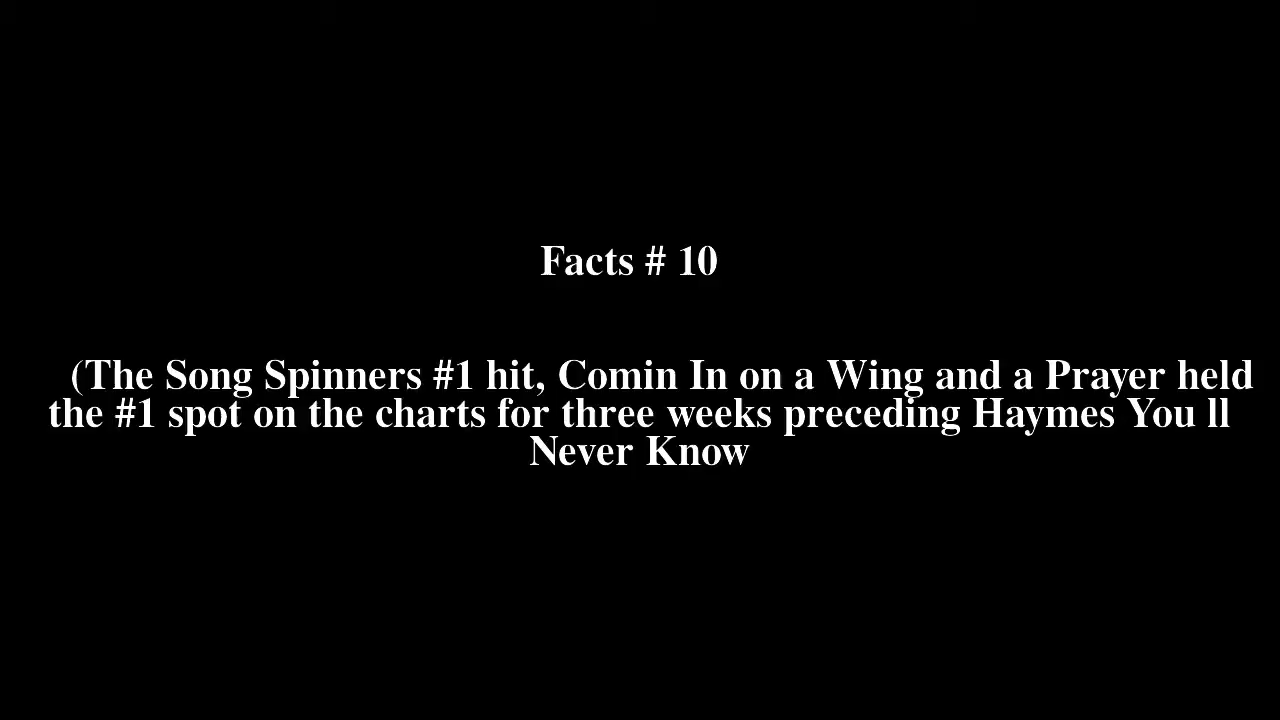 Facts # 10
(The Song Spinners #1 hit, Comin In on a Wing and a Prayer held
the #1 spot on the charts for three weeks preceding Haymes You ll
Never Know